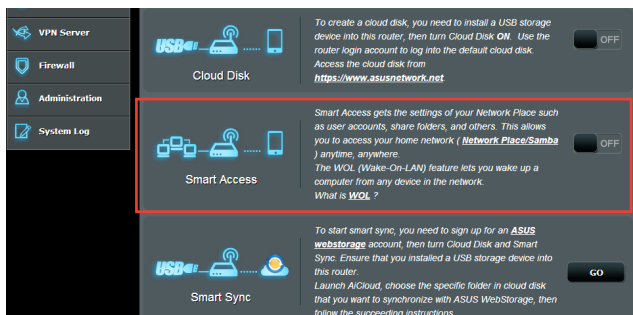 VPN Server
Firewall
Administration
System Log
USB
Cloud Disk
To create a cloud disk, you need to install a USB storage
device into this router, then turn Cloud Disk ON. Use the
router login account to log into the default cloud disk.
Access the cloud disk from
https://www.asusnetwork.net.
OFF
Smart Access
Smart Access gets the settings of your Network Place such
as user accounts, share folders, and others. This allows
you to access your home network ( Network Place/Samba
) anytime, anywhere.
The WOL (Wake-On-LAN) feature lets you wake up a
computer from any device in the network.
What is WOL ?
OFF
USB
Smart Sync
To start smart sync, you need to sign up for an ASUS
webstorage account, then turn Cloud Disk and Smart
Sync. Ensure that you installed a USB storage device into
this router.
Launch AiCloud, choose the specific folder in cloud disk
that you want to synchronize with ASUS WebStorage, then
follow the succeeding instructions.
GO